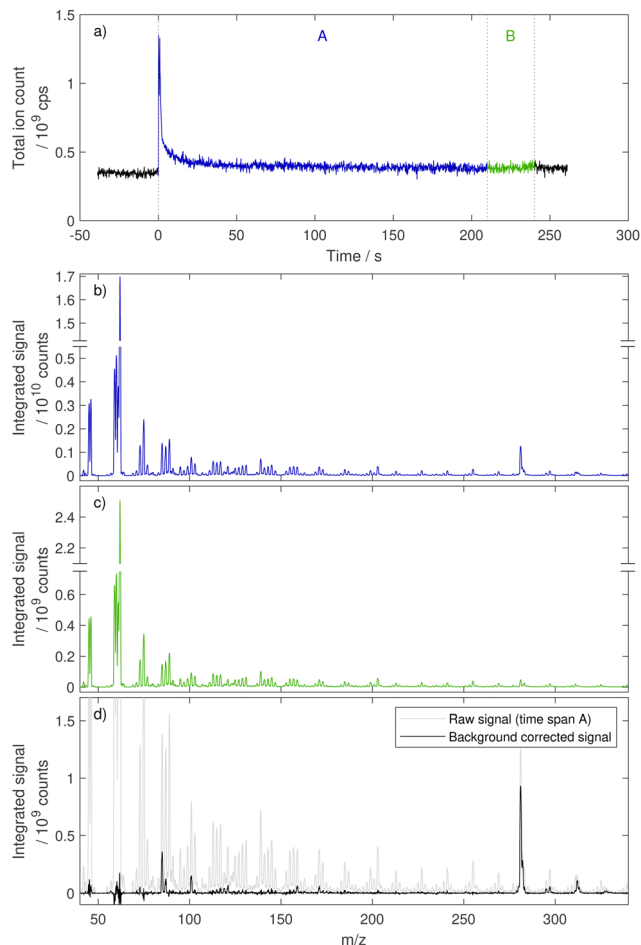 1.5
a)
A
B
1
0.5
0
Total ion count
/ 10⁹ cps
-50
0
50
100
150
200
250
300
Time / s
1.7
b)
1.6
1.5
0.5
0.4
0.3
0.2
0.1
0
Integrated signal
/ 10¹⁰ counts
c)
2.4
2.2
0.6
0.4
0.2
0
Integrated signal
/ 10⁹ counts
d)
Raw signal (time span A)
Background corrected signal
1.5
1
0.5
0
Integrated signal
/ 10⁹ counts
50
100
150
200
250
300
m/z